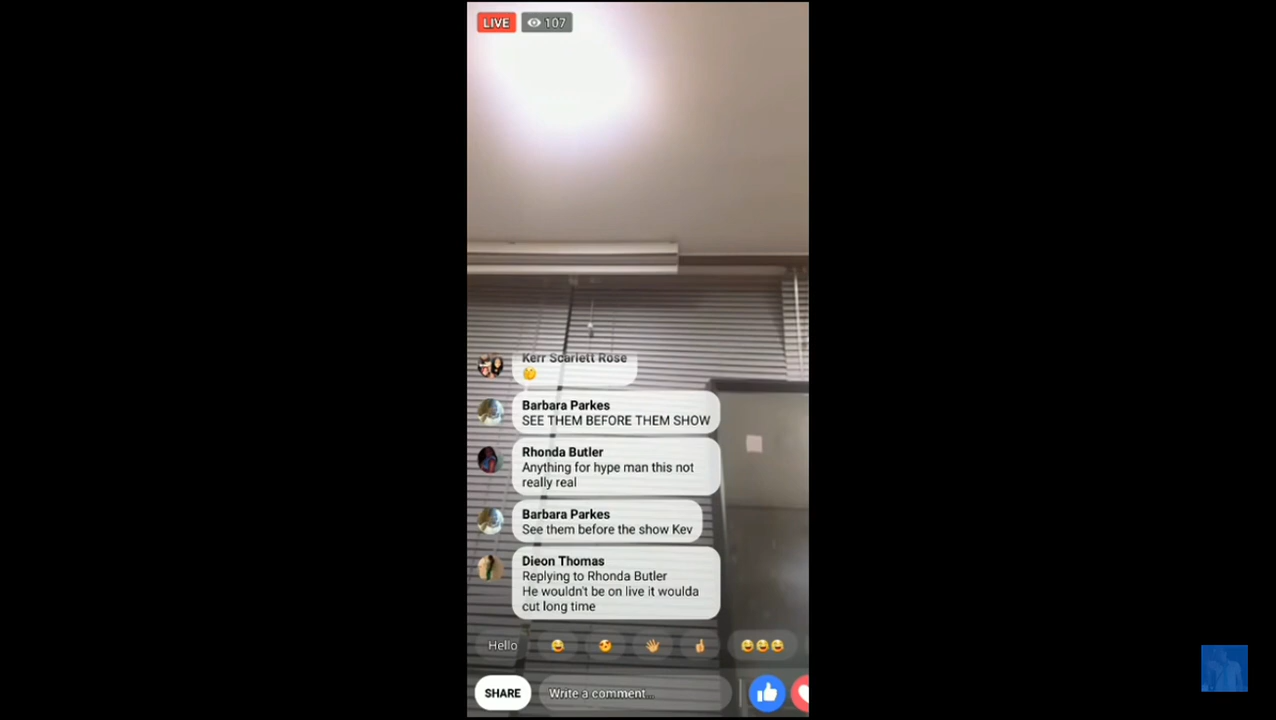 LIVE 107
Kerr Scarlett Rose
Barbara Parkes
SEE THEM BEFORE THEM SHOW
Rhonda Butler
Anything for hype man this not
really real
Barbara Parkes
See them before the show Kev
Dieon Thomas
Replying to Rhonda Butler
He wouldn't be on live it woulda
cut long time
Hello
SHARE Write a comment...